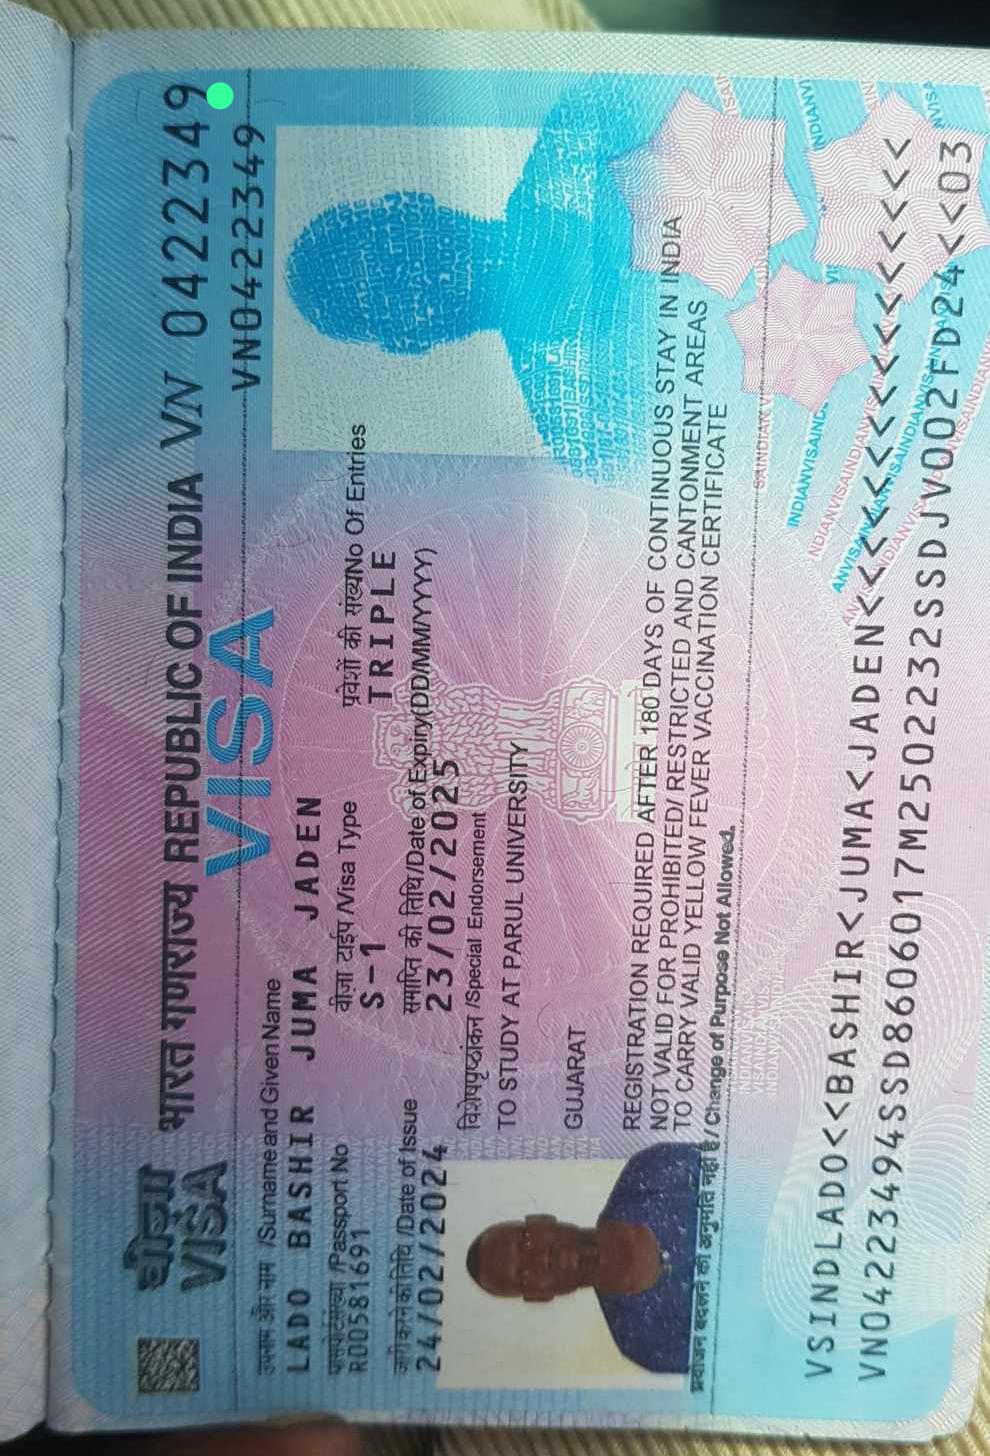 वीजा
VISA
भारत गणराज्य REPUBLIC OF INDIA VN 0422349
VISA
VN0422349
उपनाम और नाम /Surname and Given Name
LADO BASHIR JUMA JADEN
पासपोर्ट संख्या /Passport No
R00581691
वीज़ा टाईप /Visa Type
S-1
प्रवेशों की संख्य/No Of Entries
TRIPLE
जारी करने की तिथि /Date of Issue
24/02/2024
समाप्ति की तिथि /Date of Expiry(DD/MM/YYYY)
23/02/2025
विशेषपृष्ठांकन /Special Endorsement
TO STUDY AT PARUL UNIVERSITY
GUJARAT
REGISTRATION REQUIRED AFTER 180 DAYS OF CONTINUOUS STAY IN INDIA
NOT VALID FOR PROHIBITED/ RESTRICTED AND CANTONMENT AREAS
TO CARRY VALID YELLOW FEVER VACCINATION CERTIFICATE
प्रयोजन बदलने की अनुमति नहीं है / Change of Purpose Not Allowed.
VSINDLADO<<BASHIR<JUMA<JADEN<<<<<<<<<<<<<<<<
VN04223494SSD8606017M2502232SSDJV002FD24<<03